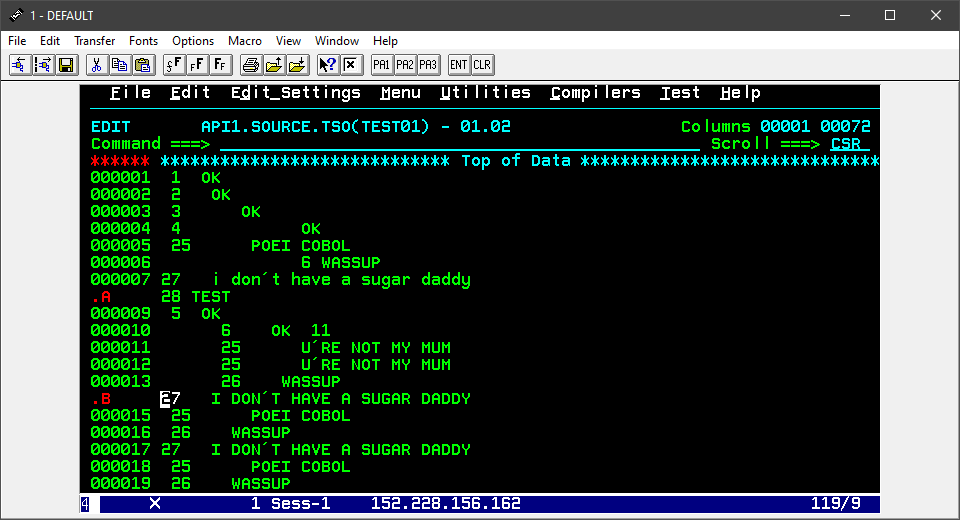 1 - DEFAULT
File Edit Transfer Fonts Options Macro View Window Help
PA1 PA2 PA3 ENT CLR
File Edit Edit_Settings Menu Utilities Compilers Test Help
EDIT API1.SOURCE.TSO(TEST01) - 01.02 Columns 00001 00072
Command ===> Scroll ===> CSR
****** ***************************** Top of Data ******************************
000001 1 OK
000002 2 OK
000003 3 OK
000004 4 OK
000005 25 POEI COBOL
000006 6 WASSUP
000007 27 i don´t have a sugar daddy
.A 28 TEST
000009 5 OK
000010 6 OK 11
000011 25 U´RE NOT MY MUM
000012 25 U´RE NOT MY MUM
000013 26 WASSUP
.B 27 I DON´T HAVE A SUGAR DADDY
000015 25 POEI COBOL
000016 26 WASSUP
000017 27 I DON´T HAVE A SUGAR DADDY
000018 25 POEI COBOL
000019 26 WASSUP
4 X 1 Sess-1 152.228.156.162 119/9